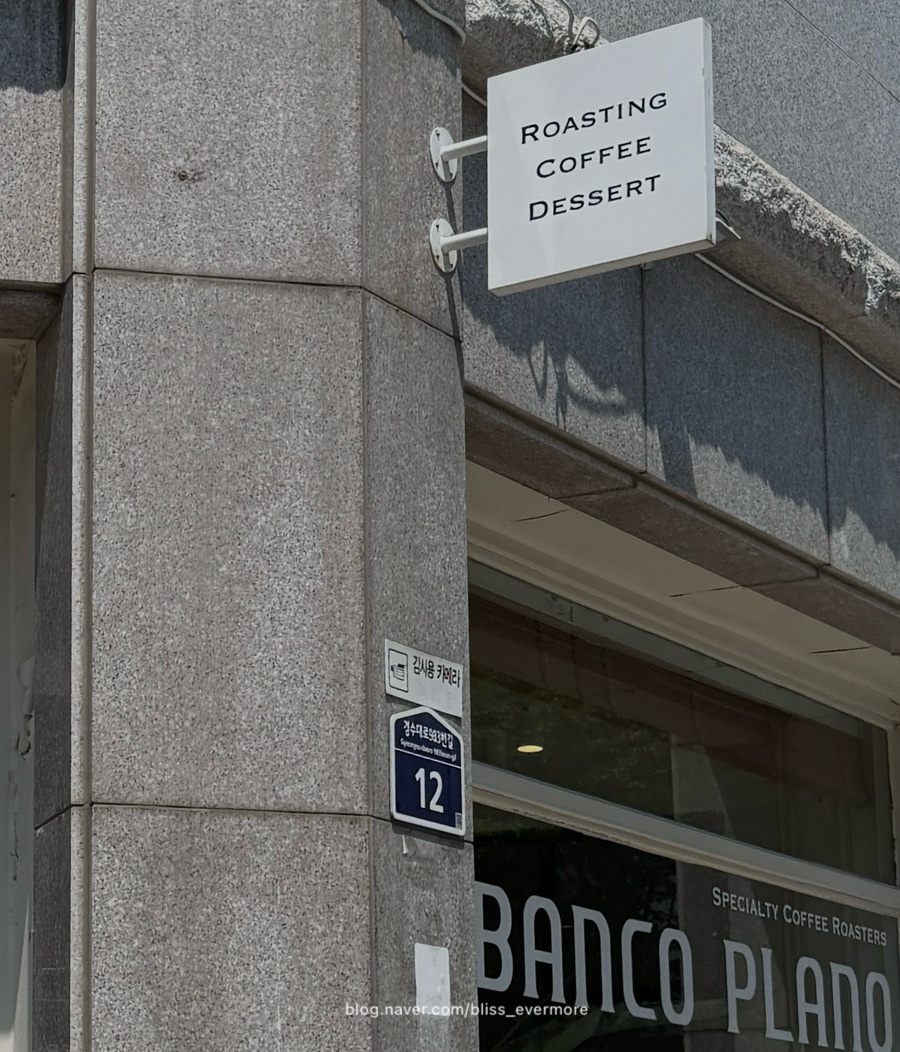 ROASTING
COFFEE
DESSERT
김사용 카메라
경수대로983번길
Gyeongsu-daero 983beon-gil
12
SPECIALTY COFFEE ROASTERS
BANCO PLANO
blog.naver.com/bliss_evermore